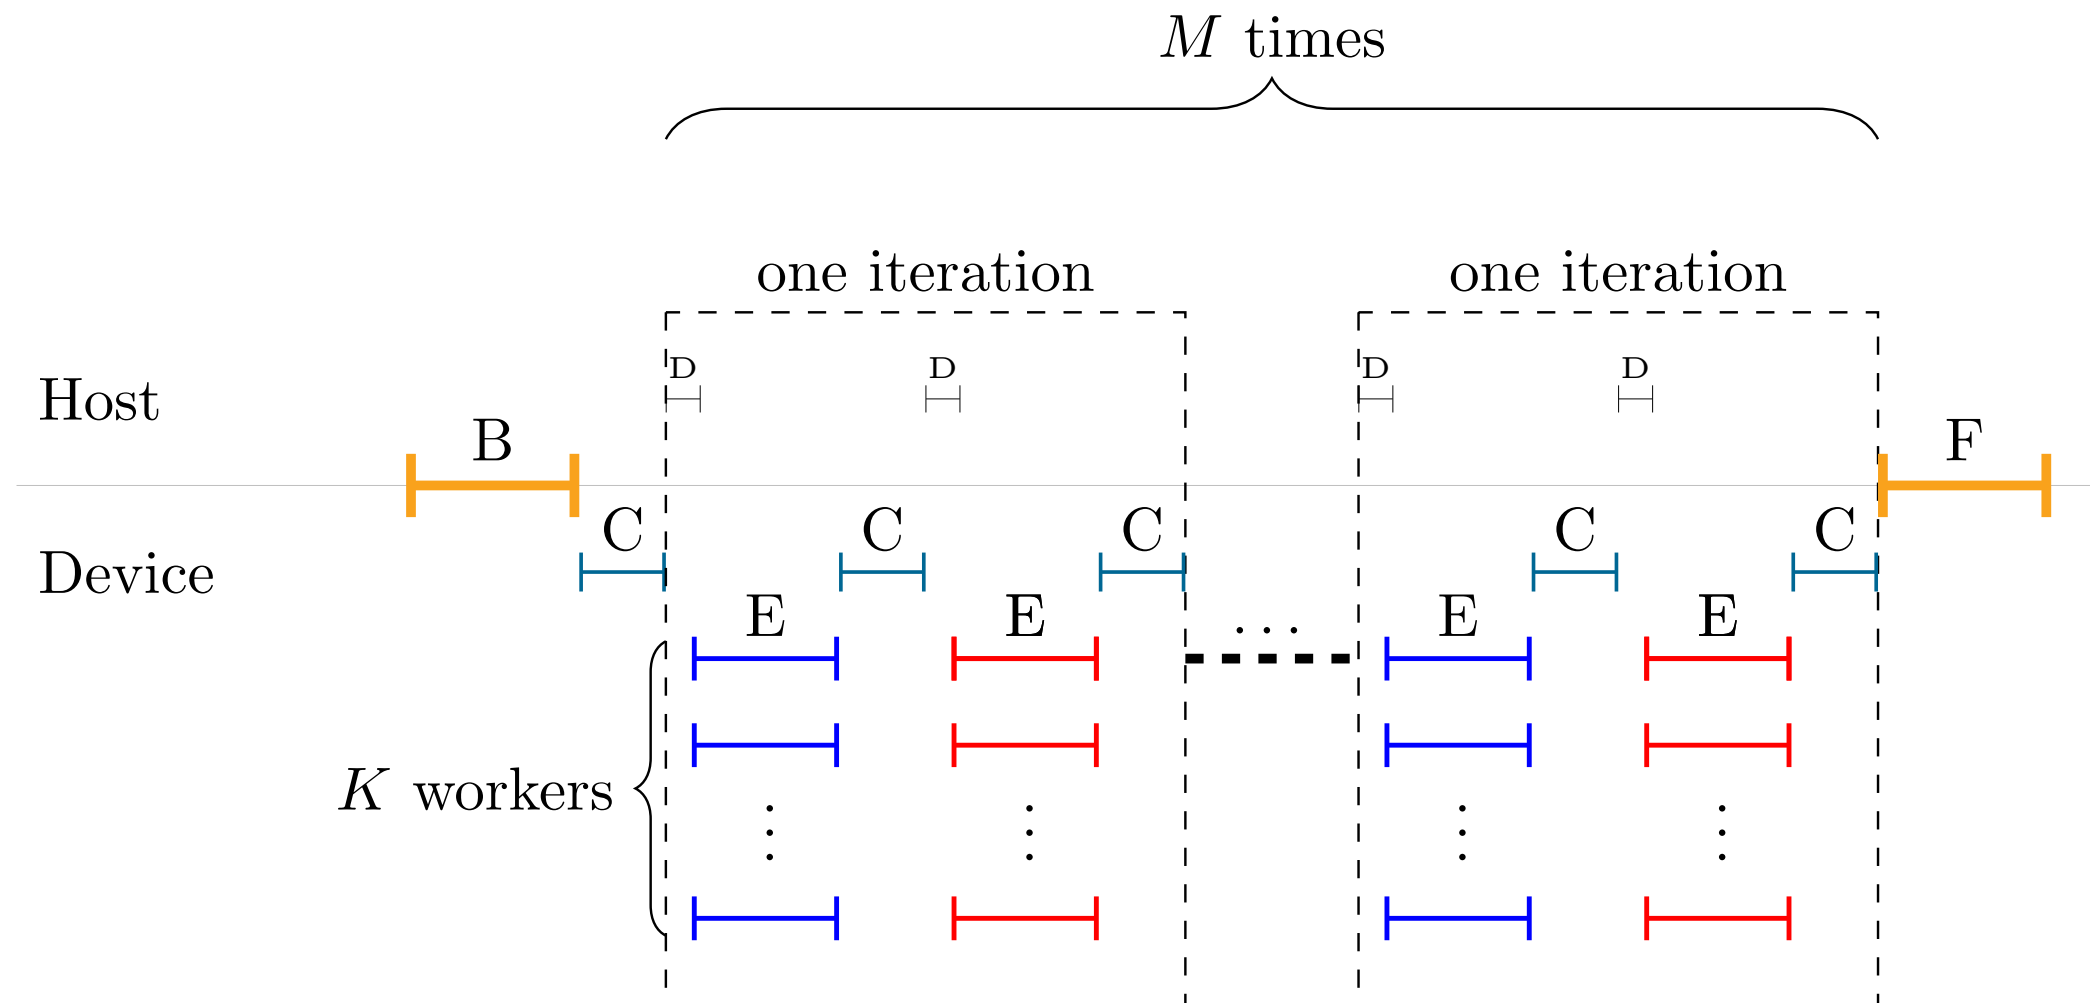 M times
one iteration one iteration
D D D D
Host
B F
C C C C C
Device
E E E E
...
K workers
⋮ ⋮ ⋮ ⋮